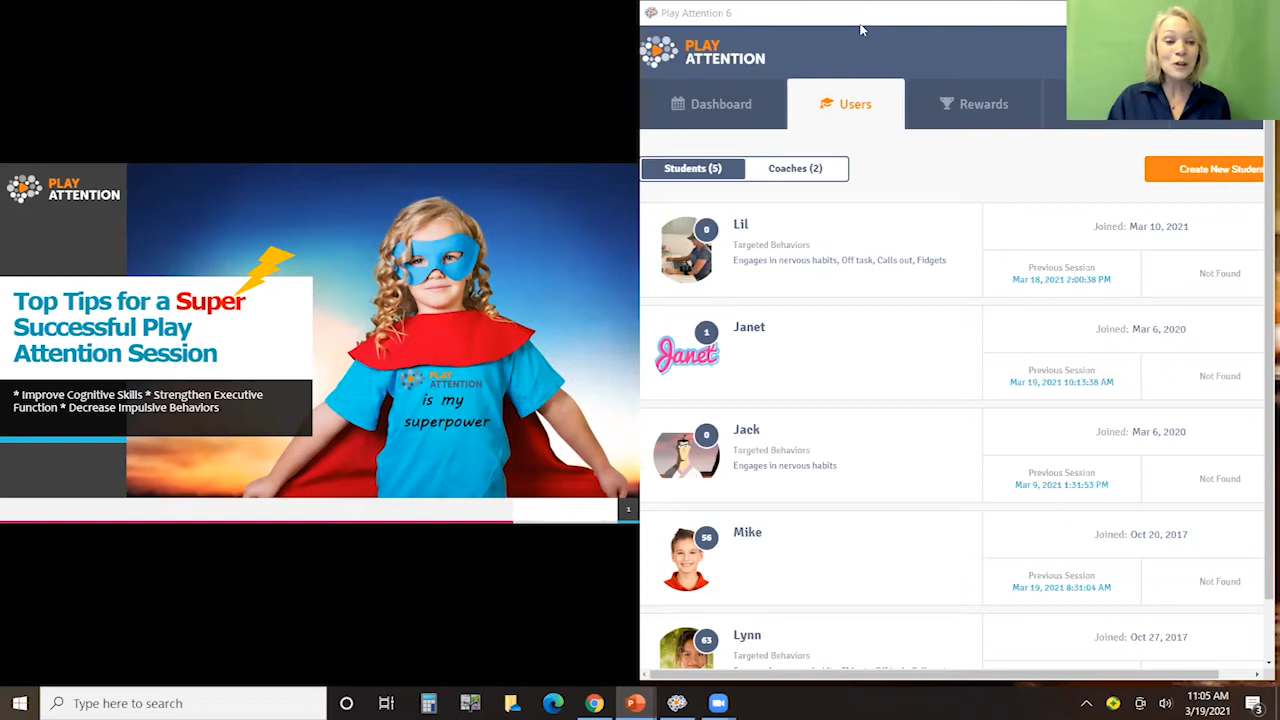 PLAY
ATTENTION
Top Tips for a Super
Successful Play
Attention Session
* Improve Cognitive Skills * Strengthen Executive
Function * Decrease Impulsive Behaviors
PLAY
ATTENTION
is my
superpower
1
Play Attention 6
PLAY
ATTENTION
Dashboard
Users
Rewards
Students (5)
Coaches (2)
Create New Student
0
Lil
Targeted Behaviors
Engages in nervous habits, Off task, Calls out, Fidgets
Joined: Mar 10, 2021
Previous Session
Mar 18, 2021 2:00:38 PM
Not Found
Janet
1
Janet
Joined: Mar 6, 2020
Previous Session
Mar 19, 2021 10:13:38 AM
Not Found
0
Jack
Targeted Behaviors
Engages in nervous habits
Joined: Mar 6, 2020
Previous Session
Mar 9, 2021 1:31:53 PM
Not Found
56
Mike
Joined: Oct 20, 2017
Previous Session
Mar 19, 2021 8:31:04 AM
Not Found
63
Lynn
Targeted Behaviors
Joined: Oct 27, 2017
Type here to search
11:05 AM
3/19/2021
3